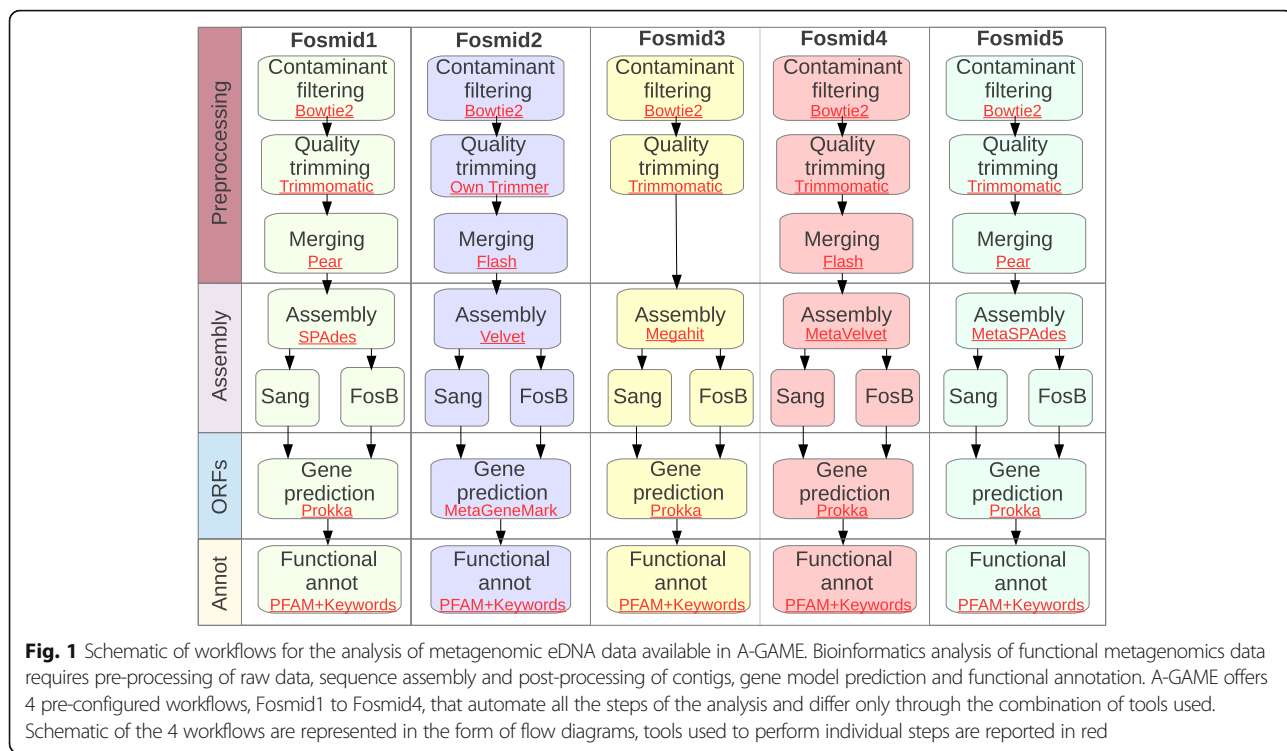 Fosmid1 Fosmid2 Fosmid3 Fosmid4 Fosmid5
Preproccessing
Contaminant filtering Bowtie2
Contaminant filtering Bowtie2
Contaminant filtering Bowtie2
Contaminant filtering Bowtie2
Contaminant filtering Bowtie2
Quality trimming Trimmomatic
Quality trimming Own Trimmer
Quality trimming Trimmomatic
Quality trimming Trimmomatic
Quality trimming Trimmomatic
Merging Pear
Merging Flash
Merging Flash
Merging Pear
Assembly
Assembly SPAdes
Assembly Velvet
Assembly Megahit
Assembly MetaVelvet
Assembly MetaSPAdes
Sang FosB Sang FosB Sang FosB Sang FosB Sang FosB
ORFs
Gene prediction Prokka
Gene prediction MetaGeneMark
Gene prediction Prokka
Gene prediction Prokka
Gene prediction Prokka
Annot
Functional annot PFAM+Keywords
Functional annot PFAM+Keywords
Functional annot PFAM+Keywords
Functional annot PFAM+Keywords
Functional annot PFAM+Keywords
Fig. 1 Schematic of workflows for the analysis of metagenomic eDNA data available in A-GAME. Bioinformatics analysis of functional metagenomics data
requires pre-processing of raw data, sequence assembly and post-processing of contigs, gene model prediction and functional annotation. A-GAME offers
4 pre-configured workflows, Fosmid1 to Fosmid4, that automate all the steps of the analysis and differ only through the combination of tools used.
Schematic of the 4 workflows are represented in the form of flow diagrams, tools used to perform individual steps are reported in red